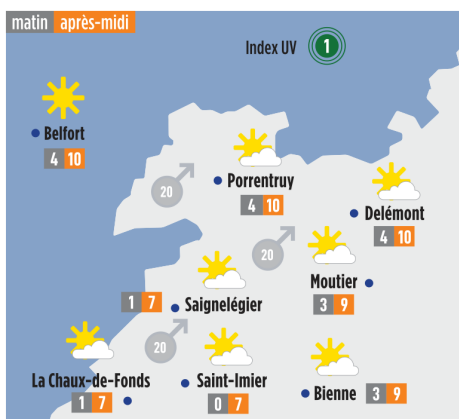 matin après-midi
Index UV 1
Belfort
4 10
20
Porrentruy
4 10
Delémont
4 10
20
Moutier
3 9
1 7 Saignelégier
20
La Chaux-de-Fonds
1 7
Saint-Imier
0 7
Bienne 3 9